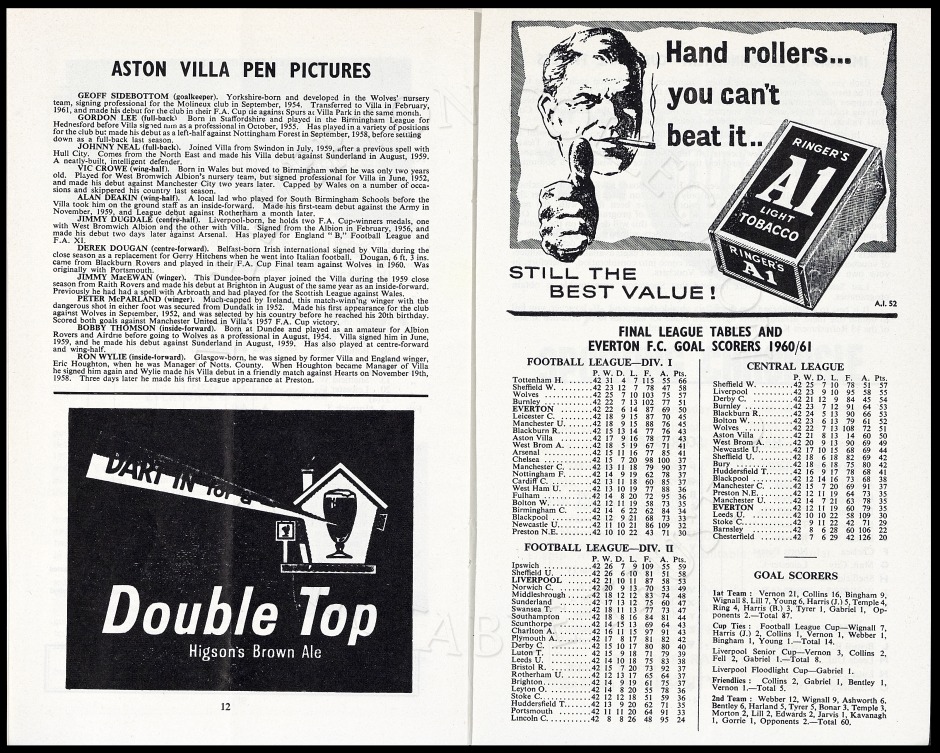 ASTON VILLA PEN PICTURES
GEOFF SIDEBOTTOM (goalkeeper). Yorkshire-born and developed in the Wolves' nursery
team, signing professional for the Molineux club in September, 1954. Transferred to Villa in February,
1961, and made his debut for the club in their F.A. Cup tie against Spurs at Villa Park in the same month.
GORDON LEE (full-back) Born in Staffordshire and played in the Birmingham League for
Hednesford before Villa signed him as a professional in October, 1955. Has played in a variety of positions
for the club but made his debut as a left-half against Nottingham Forest in September, 1958, before settling
down as a full-back last season.
JOHNNY NEAL (full-back). Joined Villa from Swindon in July, 1959, after a previous spell with
Hull City. Comes from the North East and made his Villa debut against Sunderland in August, 1959.
A neatly-built, intelligent defender.
VIC CROWE (wing-half). Born in Wales but moved to Birmingham when he was only two years
old. Played for West Bromwich Albion's nursery team, but signed professional for Villa in June, 1952,
and made his debut against Manchester City two years later. Capped by Wales on a number of occa-
sions and skippered his country last season.
ALAN DEAKIN (wing-half). A local lad who played for South Birmingham Schools before the
Villa took him on the ground staff as an inside-forward. Made his first-team debut against the Army in
November, 1959, and League debut against Rotherham a month later.
JIMMY DUGDALE (centre-half). Liverpool-born, he holds two F.A. Cup-winners medals, one
with West Bromwich Albion and the other with Villa. Signed from the Albion in February, 1956, and
made his debut two days later against Arsenal. Has played for England "B," Football League and
F.A. XI.
DEREK DOUGAN (centre-forward). Belfast-born Irish international signed by Villa during the
close season as a replacement for Gerry Hitchens when he went into Italian football. Dougan, 6 ft. 3 ins.
came from Blackburn Rovers and played in their F.A. Cup Final team against Wolves in 1960. Was
originally with Portsmouth.
JIMMY MacEWAN (winger). This Dundee-born player joined the Villa during the 1959 close
season from Raith Rovers and made his debut at Brighton in August of the same year as an inside-forward.
Previously he had had a spell with Arbroath and had played for the Scottish League against Wales.
PETER McPARLAND (winger). Much-capped by Ireland, this match-winning winger with the
dangerous shot in either foot was secured from Dundalk in 1952. Made his first appearance for the club
against Wolves in September, 1952, and was selected by his country before he reached his 20th birthday.
Scored both goals against Manchester United in Villa's 1957 F.A. Cup victory.
BOBBY THOMSON (inside-forward). Born at Dundee and played as an amateur for Albion
Rovers and Airdrie before going to Wolves as a professional in August, 1954. Villa signed him in June,
1959, and he made his debut against Sunderland in August, 1959. Has also played at centre-forward
and wing-half.
RON WYLIE (inside-forward). Glasgow-born, he was signed by former Villa and England winger,
Eric Houghton, when he was Manager of Notts. County. When Houghton became Manager of Villa
he signed him again and Wylie made his Villa debut in a friendly match against Hearts on November 19th,
1958. Three days later he made his first League appearance at Preston.
DART IN for a
Double Top
Higson's Brown Ale
12
Hand rollers...
you can't
beat it..
RINGER'S
A1
LIGHT
TOBACCO
RINGER'S
A1
STILL THE
BEST VALUE!
A.I. 52
FINAL LEAGUE TABLES AND
EVERTON F.C. GOAL SCORERS 1960/61
FOOTBALL LEAGUE—DIV. I
P. W. D. L. F. A. Pts.
Tottenham H. 42 31 4 7 115 55 66
Sheffield W. 42 23 12 7 78 47 58
Wolves 42 25 7 10 103 75 57
Burnley 42 22 7 13 102 77 51
EVERTON 42 22 6 14 87 69 50
Leicester C. 42 18 9 15 87 70 45
Manchester U. 42 18 9 15 88 76 45
Blackburn R. 42 15 13 14 77 76 43
Aston Villa 42 17 9 16 78 77 43
West Brom A. 42 18 5 19 67 71 41
Arsenal 42 15 11 16 77 85 41
Chelsea 42 15 7 20 98 100 37
Manchester C. 42 13 11 18 79 90 37
Nottingham F. 42 14 9 19 62 78 37
Cardiff C. 42 13 11 18 60 85 37
West Ham U. 42 13 10 19 77 88 36
Fulham 42 14 8 20 72 95 36
Bolton W. 42 12 11 19 58 73 35
Birmingham C. 42 14 6 22 62 84 34
Blackpool 42 12 9 21 68 73 33
Newcastle U. 42 11 10 21 86 109 32
Preston N.E. 42 10 10 22 43 71 30
FOOTBALL LEAGUE—DIV. II
P. W. D. L. F. A. Pts.
Ipswich 42 26 7 9 109 55 59
Sheffield U. 42 26 6 10 81 51 58
LIVERPOOL 42 21 10 11 87 58 53
Norwich C. 42 20 9 13 70 53 49
Middlesbrough 42 18 12 12 83 74 48
Sunderland 42 17 13 12 75 60 47
Swansea T. 42 18 11 13 77 73 47
Southampton 42 18 8 16 84 81 44
Scunthorpe 42 14 15 13 69 64 43
Charlton A. 42 16 11 15 97 91 43
Plymouth A. 42 17 8 17 81 82 42
Derby C. 42 15 10 17 80 80 40
Luton T. 42 15 9 18 71 79 39
Leeds U. 42 14 10 18 75 83 38
Bristol R. 42 15 7 20 73 92 37
Rotherham U. 42 12 13 17 65 64 37
Brighton 42 14 9 19 61 75 37
Leyton O. 42 14 8 20 55 78 36
Stoke C. 42 12 12 18 51 59 36
Huddersfield T. 42 13 9 20 62 71 35
Portsmouth 42 11 11 20 64 91 33
Lincoln C. 42 8 8 26 48 95 24
CENTRAL LEAGUE
P. W. D. L. F. A. Pts.
Sheffield W. 42 25 7 10 78 51 57
Liverpool 42 23 9 10 95 58 55
Derby C. 42 21 12 9 84 45 54
Burnley 42 23 7 12 91 64 53
Blackburn R. 42 24 5 13 90 66 53
Bolton W. 42 23 6 13 79 61 52
Wolves 42 22 7 13 108 72 51
Aston Villa 42 21 8 13 14 60 50
West Brom A. 42 20 9 13 90 69 49
Newcastle U. 42 17 10 15 68 69 44
Sheffield U. 42 18 6 18 82 69 42
Bury 42 18 6 18 75 80 42
Huddersfield T. 42 16 9 17 78 68 41
Blackpool 42 12 14 16 73 68 38
Manchester C. 42 15 7 20 69 91 37
Preston N.E. 42 12 11 19 64 73 35
Manchester U. 42 14 7 21 63 78 35
EVERTON 42 12 11 19 60 79 35
Leeds U. 42 10 10 22 58 109 30
Stoke C. 42 9 11 22 42 71 29
Barnsley 42 8 6 28 60 106 22
Chesterfield 42 7 6 29 42 126 20
GOAL SCORERS
1st Team : Vernon 21, Collins 16, Bingham 9,
Wignall 8, Lill 7, Young 6, Harris (J.) 5, Temple 4,
Ring 4, Harris (B.) 3, Tyrer 1, Gabriel 1, Op-
ponents 2.—Total 87.
Cup Ties : Football League Cup—Wignall 7,
Harris (J.) 2, Collins 1, Vernon 1, Webber 1,
Bingham 1, Young 1.—Total 14.
Liverpool Senior Cup—Vernon 3, Collins 2,
Fell 2, Gabriel 1.—Total 8.
Liverpool Floodlight Cup—Gabriel 1.
Friendlies : Collins 2, Gabriel 1, Bentley 1,
Vernon 1.—Total 5.
2nd Team : Webber 12, Wignall 9, Ashworth 6.
Bentley 6, Harland 5, Tyrer 5, Bonar 3, Temple 3,
Morton 2, Lill 2, Edwards 2, Jarvis 1, Kavanagh
1, Gorrie 1, Opponents 2.—Total 60.